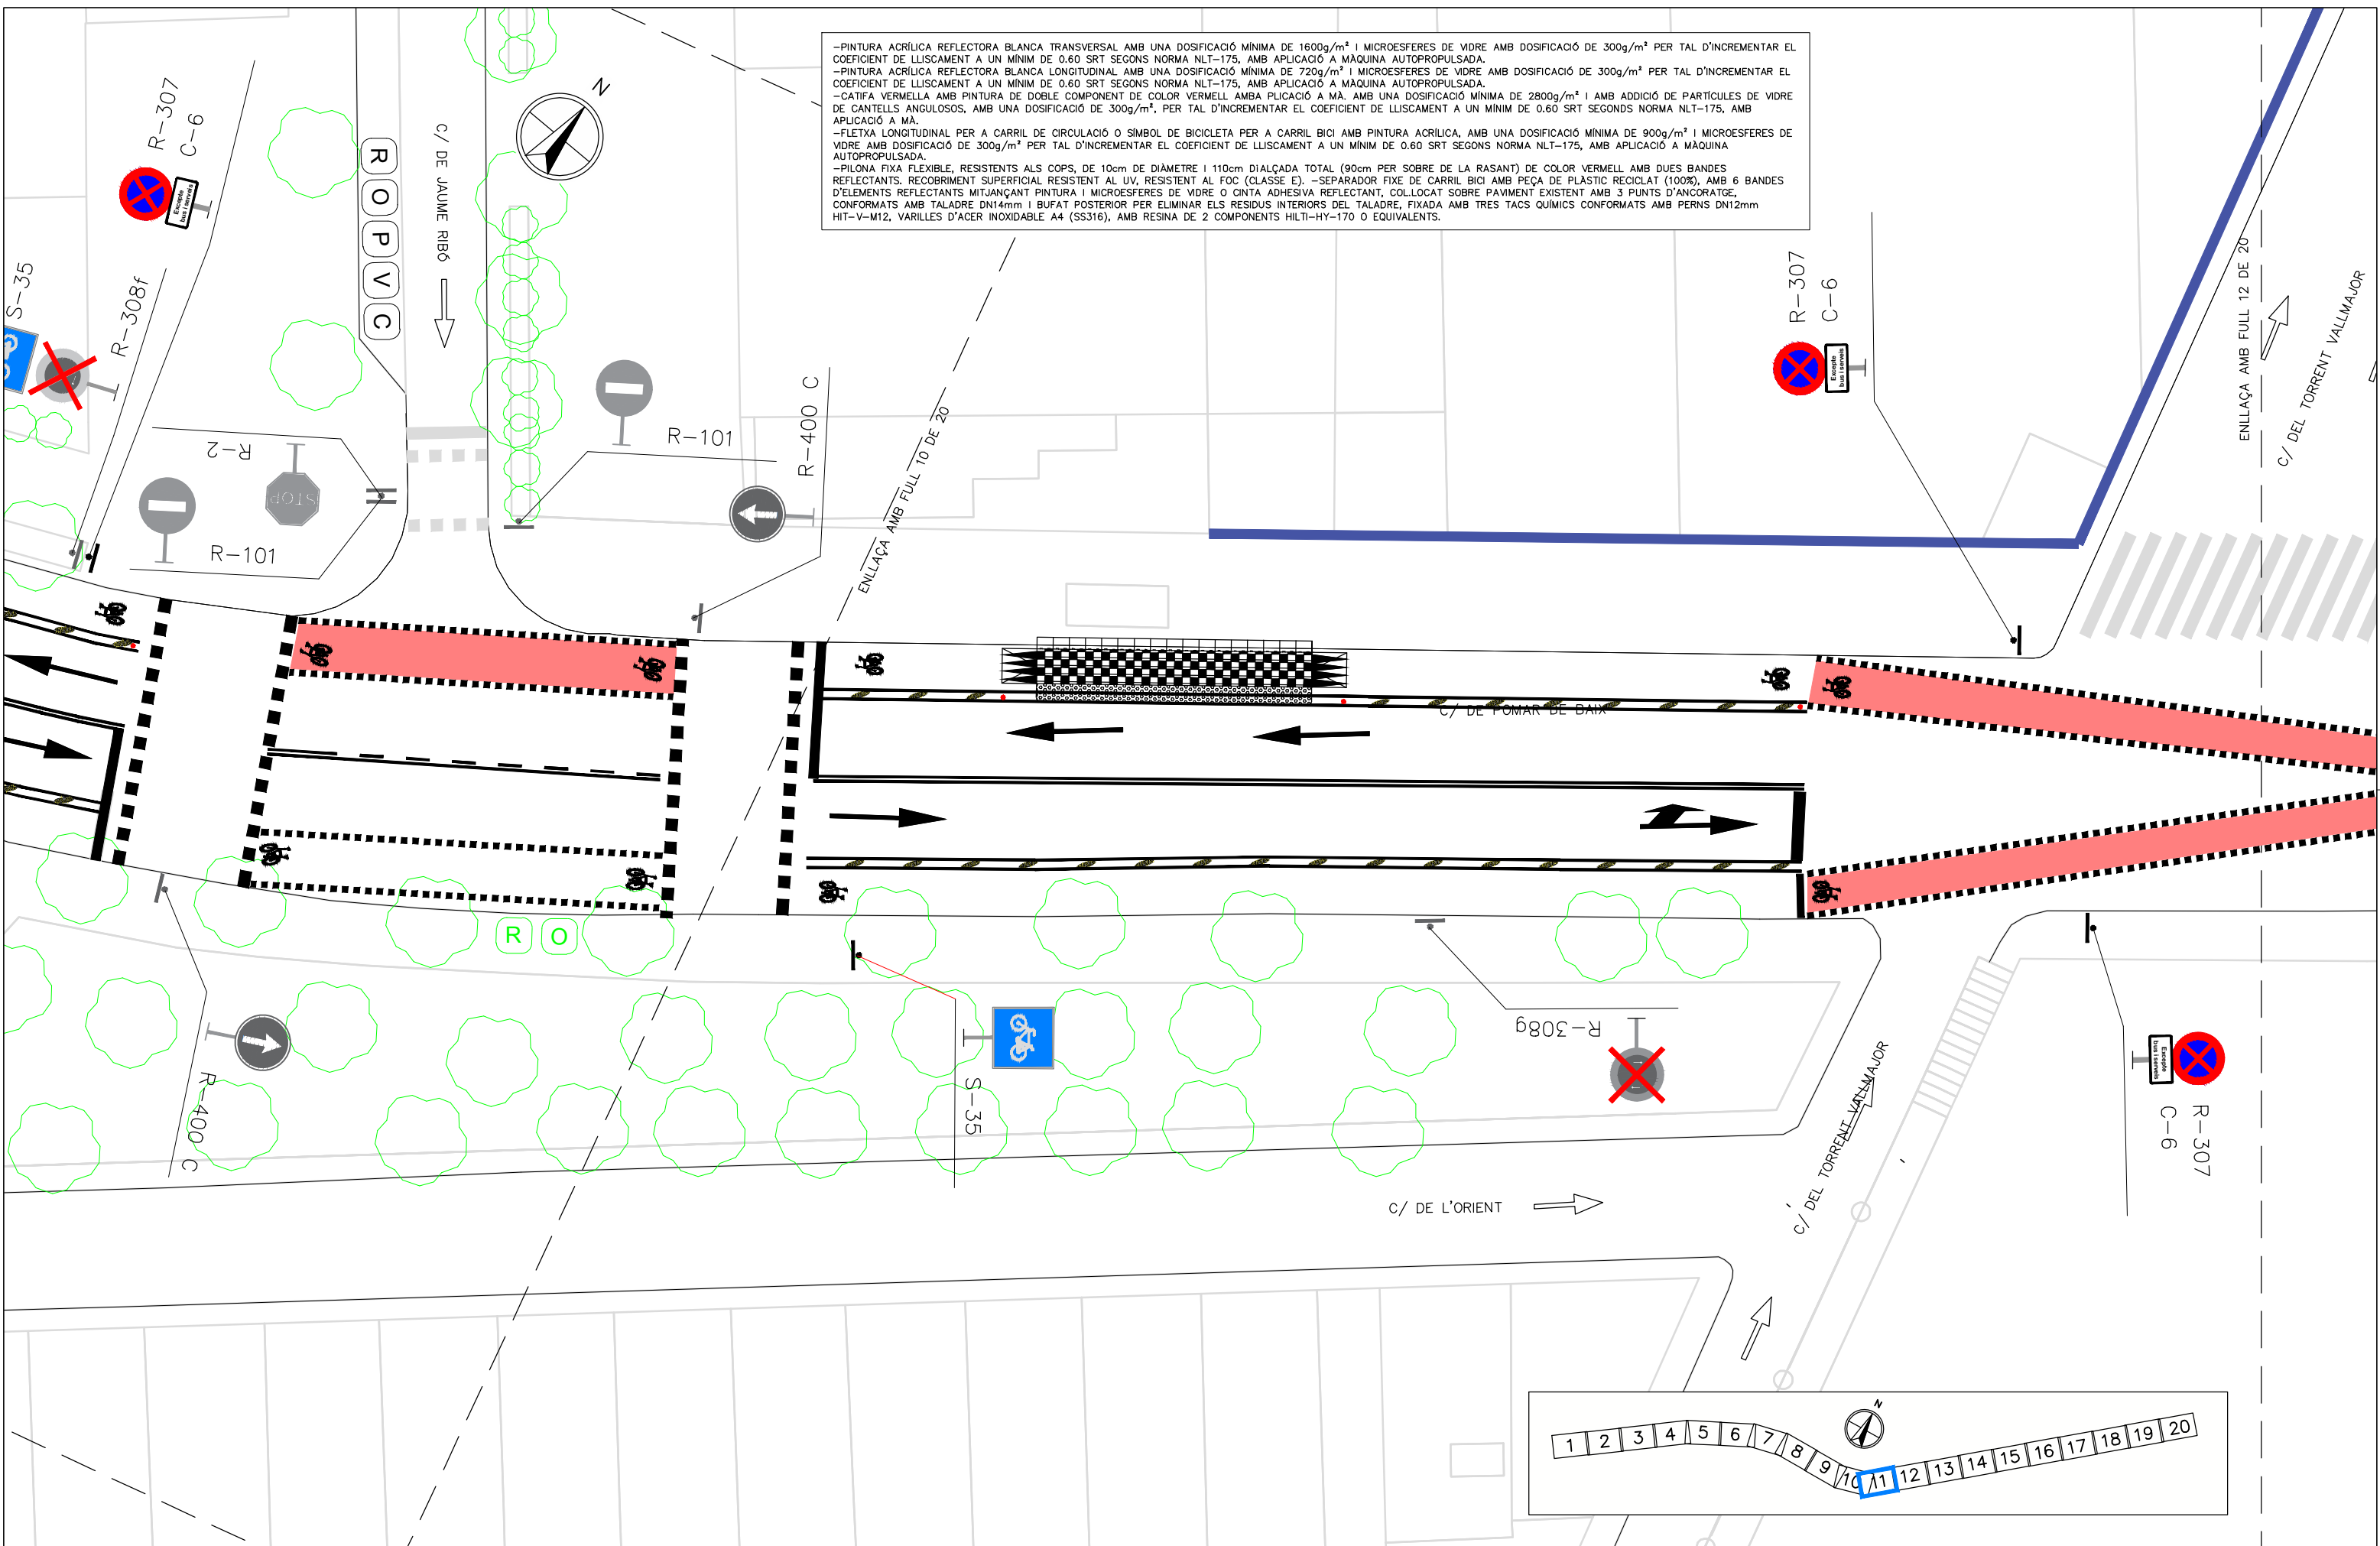 -PINTURA ACRÍLICA REFLECTORA BLANCA TRANSVERSAL AMB UNA DOSIFICACIÓ MÍNIMA DE 1600g/m² I MICROESFERES DE VIDRE AMB DOSIFICACIÓ DE 300g/m² PER TAL D'INCREMENTAR EL
COEFICIENT DE LLISCAMENT A UN MÍNIM DE 0.60 SRT SEGONS NORMA NLT-175, AMB APLICACIÓ A MÀQUINA AUTOPROPULSADA.
-PINTURA ACRÍLICA REFLECTORA BLANCA LONGITUDINAL AMB UNA DOSIFICACIÓ MÍNIMA DE 720g/m² I MICROESFERES DE VIDRE AMB DOSIFICACIÓ DE 300g/m² PER TAL D'INCREMENTAR EL
COEFICIENT DE LLISCAMENT A UN MÍNIM DE 0.60 SRT SEGONS NORMA NLT-175, AMB APLICACIÓ A MÀQUINA AUTOPROPULSADA.
-CATIFA VERMELLA AMB PINTURA DE DOBLE COMPONENT DE COLOR VERMELL AMBA PLICACIÓ A MÀ. AMB UNA DOSIFICACIÓ MÍNIMA DE 2800g/m² I AMB ADDICIÓ DE PARTÍCULES DE VIDRE
DE CANTELLS ANGULOSOS, AMB UNA DOSIFICACIÓ DE 300g/m², PER TAL D'INCREMENTAR EL COEFICIENT DE LLISCAMENT A UN MÍNIM DE 0.60 SRT SEGONDS NORMA NLT-175, AMB
APLICACIÓ A MÀ.
-FLETXA LONGITUDINAL PER A CARRIL DE CIRCULACIÓ O SÍMBOL DE BICICLETA PER A CARRIL BICI AMB PINTURA ACRÍLICA, AMB UNA DOSIFICACIÓ MÍNIMA DE 900g/m² I MICROESFERES DE
VIDRE AMB DOSIFICACIÓ DE 300g/m² PER TAL D'INCREMENTAR EL COEFICIENT DE LLISCAMENT A UN MÍNIM DE 0.60 SRT SEGONS NORMA NLT-175, AMB APLICACIÓ A MÀQUINA
AUTOPROPULSADA.
-PILONA FIXA FLEXIBLE, RESISTENTS ALS COPS, DE 10cm DE DIÀMETRE I 110cm DIALÇADA TOTAL (90cm PER SOBRE DE LA RASANT) DE COLOR VERMELL AMB DUES BANDES
REFLECTANTS. RECOBRIMENT SUPERFICIAL RESISTENT AL UV, RESISTENT AL FOC (CLASSE E). -SEPARADOR FIXE DE CARRIL BICI AMB PEÇA DE PLÀSTIC RECICLAT (100%), AMB 6 BANDES
D'ELEMENTS REFLECTANTS MITJANÇANT PINTURA I MICROESFERES DE VIDRE O CINTA ADHESIVA REFLECTANT, COL.LOCAT SOBRE PAVIMENT EXISTENT AMB 3 PUNTS D'ANCORATGE,
CONFORMATS AMB TALADRE DN14mm I BUFAT POSTERIOR PER ELIMINAR ELS RESIDUS INTERIORS DEL TALADRE, FIXADA AMB TRES TACS QUÍMICS CONFORMATS AMB PERNS DN12mm
HIT-V-M12, VARILLES D'ACER INOXIDABLE A4 (SS316), AMB RESINA DE 2 COMPONENTS HILTI-HY-170 O EQUIVALENTS.
N
R-307
C-6
Excepte
bus i serveis
S-35
R-308f
R O P V C
C/ DE JAUME RIBÓ
R-2
STOP
R-101
R-101
R-400 C
ENLLAÇA AMB FULL 10 DE 20
R-307
C-6
Excepte
bus i serveis
ENLLAÇA AMB FULL 12 DE 20
C/ DEL TORRENT VALLMAJOR
C/ DE POMAR DE BAIX
R O
R-400 C
S-35
R-308g
C/ DEL TORRENT VALLMAJOR
Excepte
bus i serveis
R-307
C-6
C/ DE L'ORIENT
N
1 2 3 4 5 6 7 8 9 10 11 12 13 14 15 16 17 18 19 20